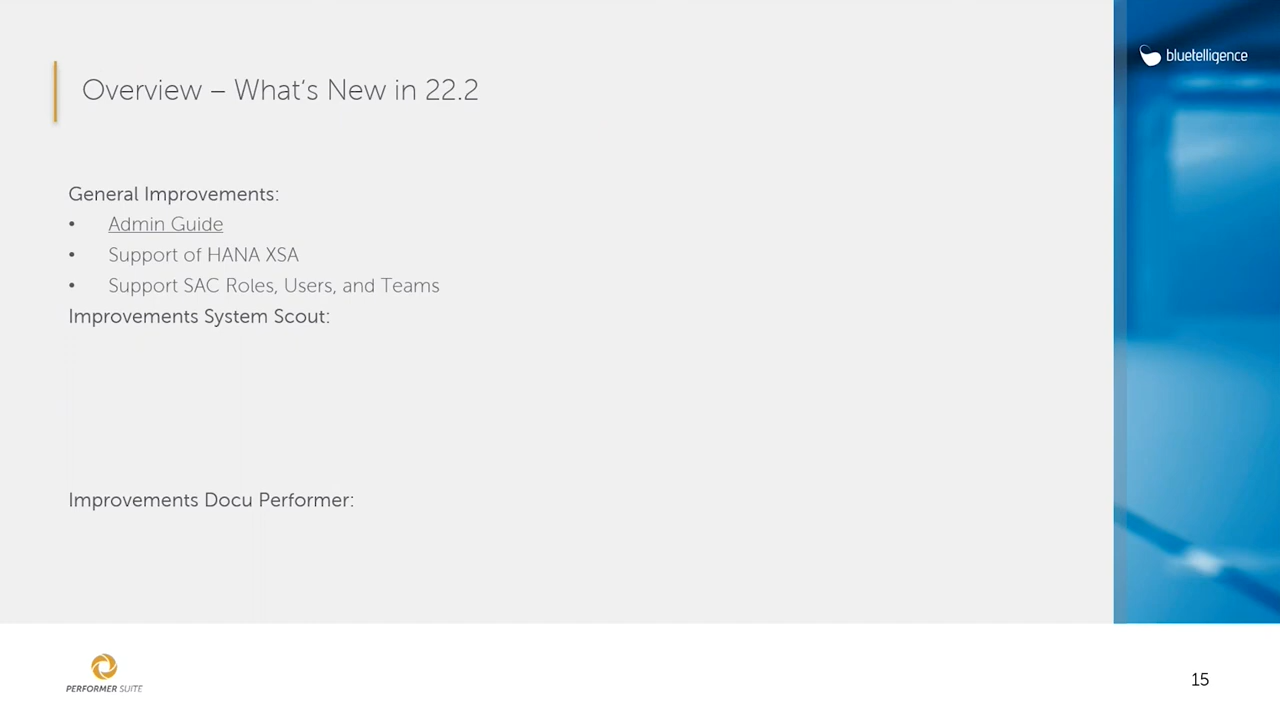 bluetelligence
Overview – What‘s New in 22.2
General Improvements:
• Admin Guide
• Support of HANA XSA
• Support SAC Roles, Users, and Teams
Improvements System Scout:
Improvements Docu Performer:
PERFORMER SUITE
15